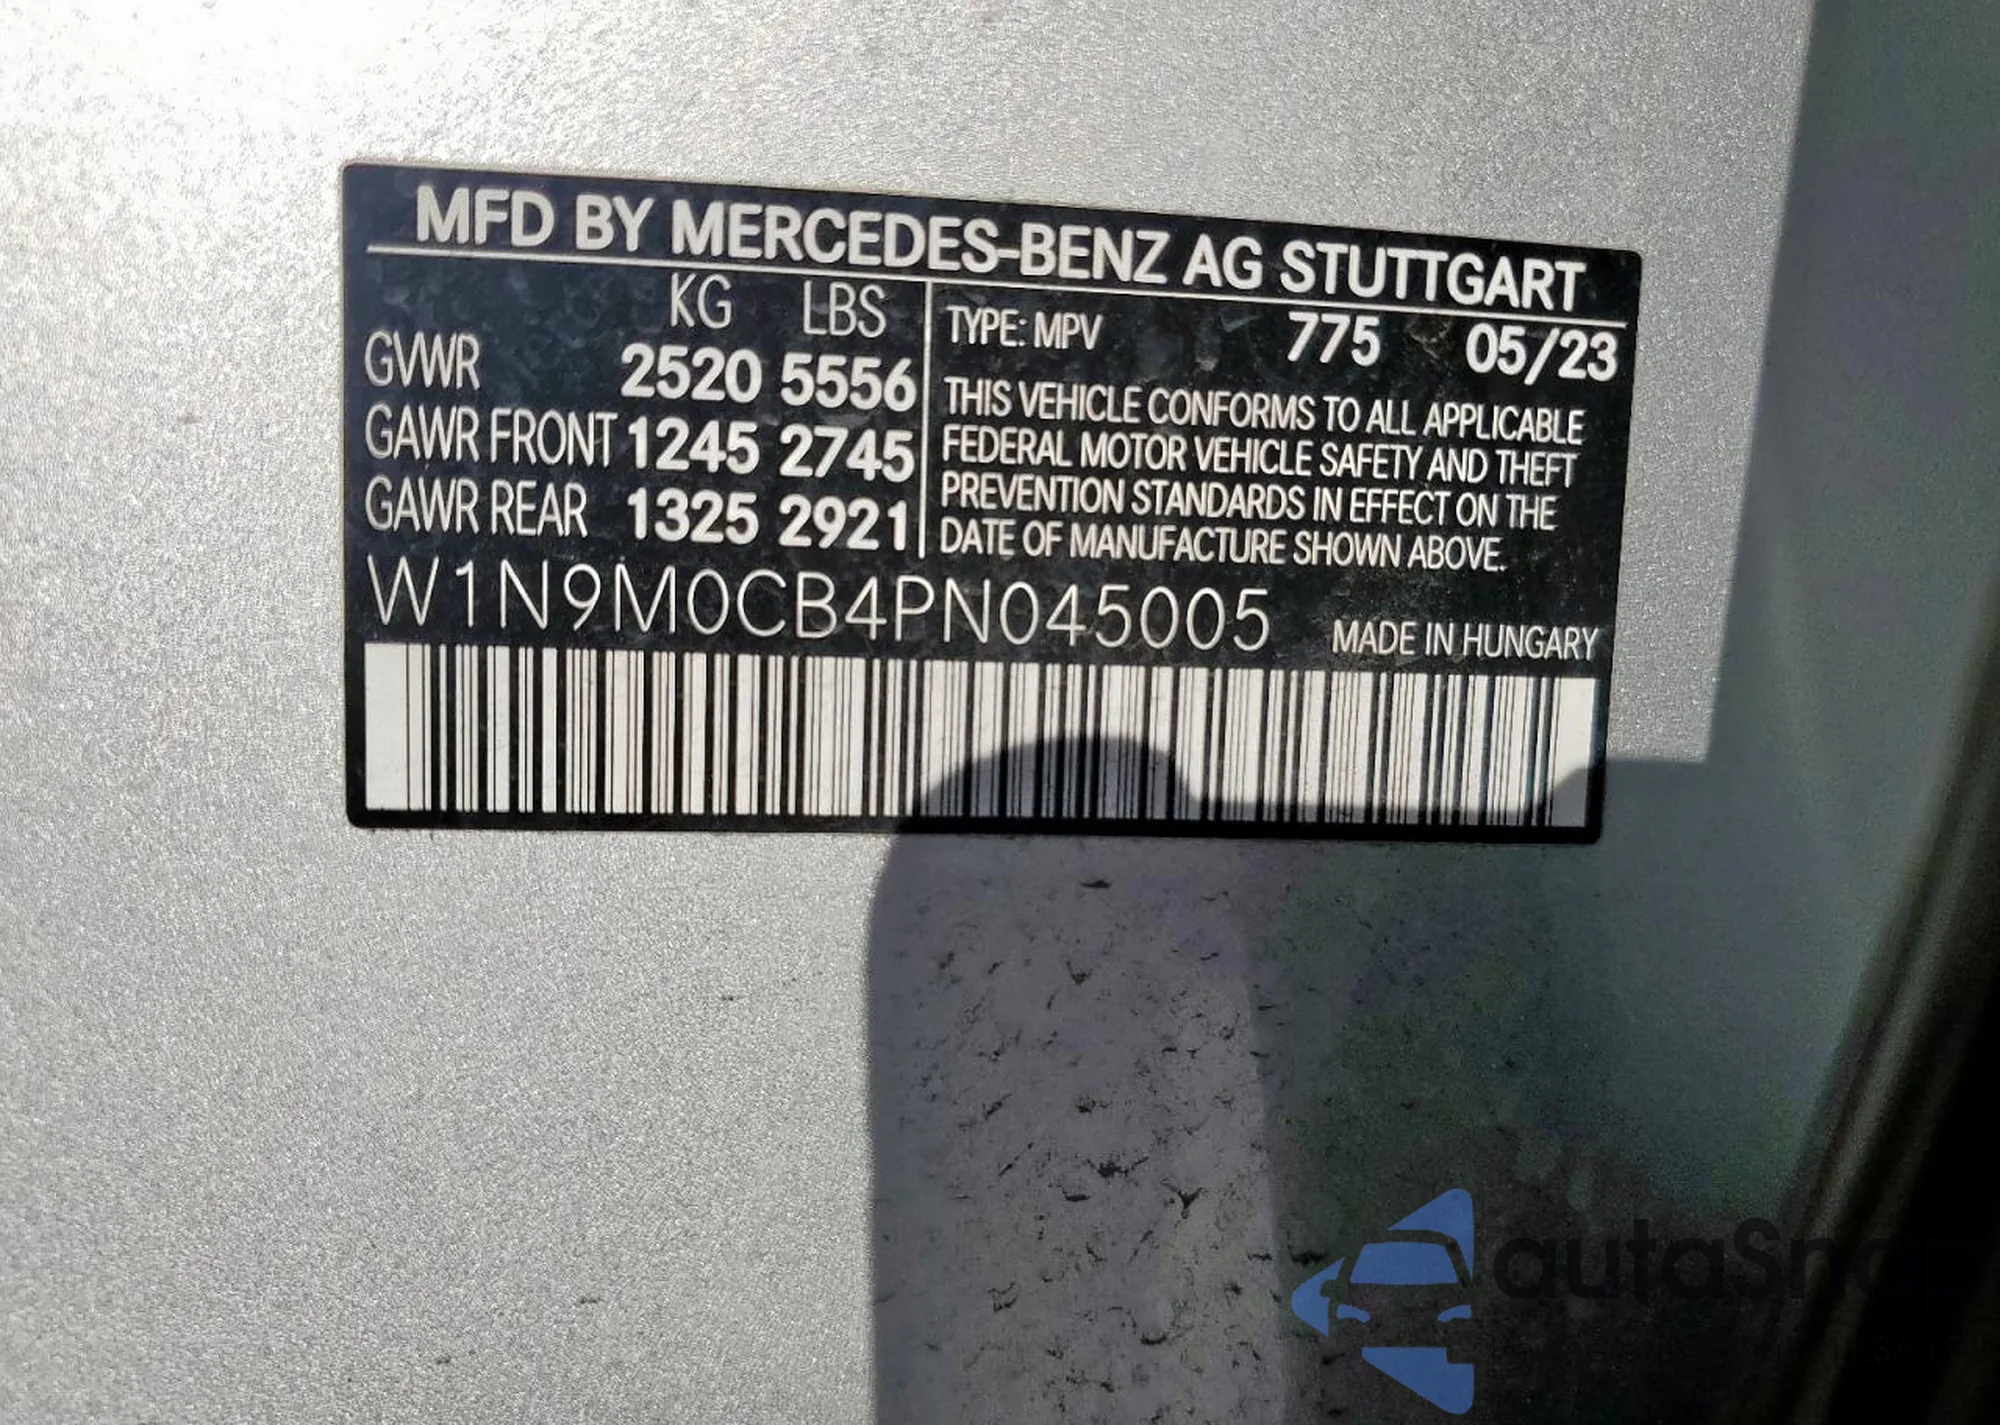 MFD BY MERCEDES-BENZ AG STUTTGART
KG LBS
GVWR 2520 5556
GAWR FRONT 1245 2745
GAWR REAR 1325 2921
TYPE: MPV 775 05/23
THIS VEHICLE CONFORMS TO ALL APPLICABLE
FEDERAL MOTOR VEHICLE SAFETY AND THEFT
PREVENTION STANDARDS IN EFFECT ON THE
DATE OF MANUFACTURE SHOWN ABOVE.
W1N9M0CB4PN045005
MADE IN HUNGARY
autaSnap